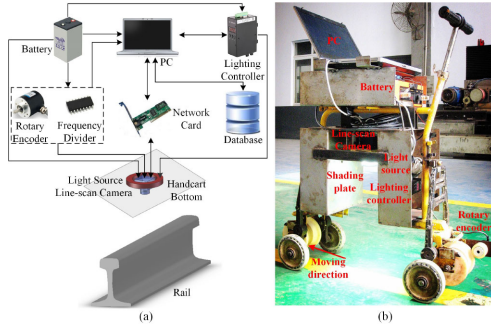 Battery
PC
Lighting
Controller
Rotary
Encoder
Frequency
Divider
Network
Card
Database
Light Source
Line-scan Camera
Handcart
Bottom
Rail
(a)
PC
Battery
Line-scan
Camera
Light
source
Shading
plate
Lighting
controller
Rotary
encoder
Moving
direction
(b)